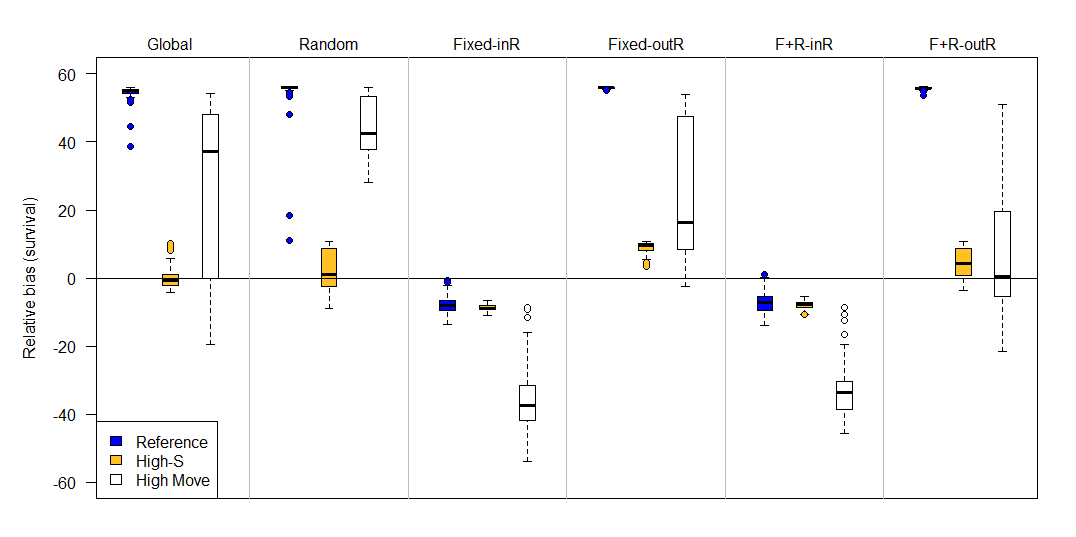 Global Random Fixed-inR Fixed-outR F+R-inR F+R-outR
Relative bias (survival)
60
40
20
0
-20
-40
-60
Reference
High-S
High Move